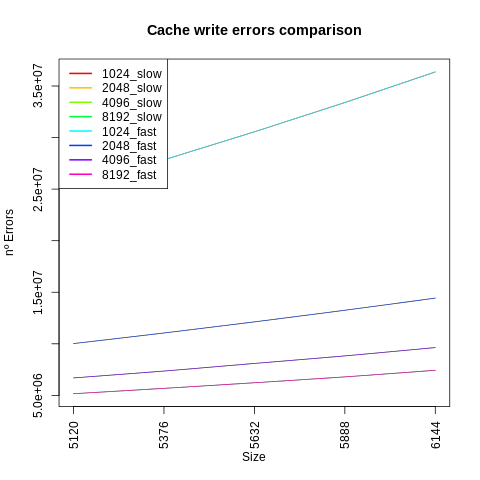 Cache write errors comparison
1024_slow
2048_slow
4096_slow
8192_slow
1024_fast
2048_fast
4096_fast
8192_fast
3.5e+07
2.5e+07
1.5e+07
5.0e+06
nº Errors
5120
5376
5632
5888
6144
Size